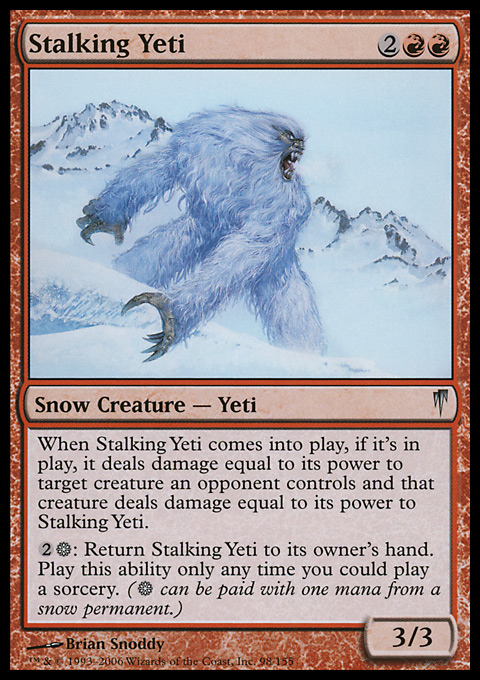 Stalking Yeti 2
Snow Creature — Yeti
When Stalking Yeti comes into play, if it's in
play, it deals damage equal to its power to
target creature an opponent controls and that
creature deals damage equal to its power to
Stalking Yeti.
2 : Return Stalking Yeti to its owner's hand.
Play this ability only any time you could play
a sorcery. ( can be paid with one mana from a
snow permanent.)
Brian Snoddy
3/3
™ & © 1993–2006 Wizards of the Coast, Inc. 98/155